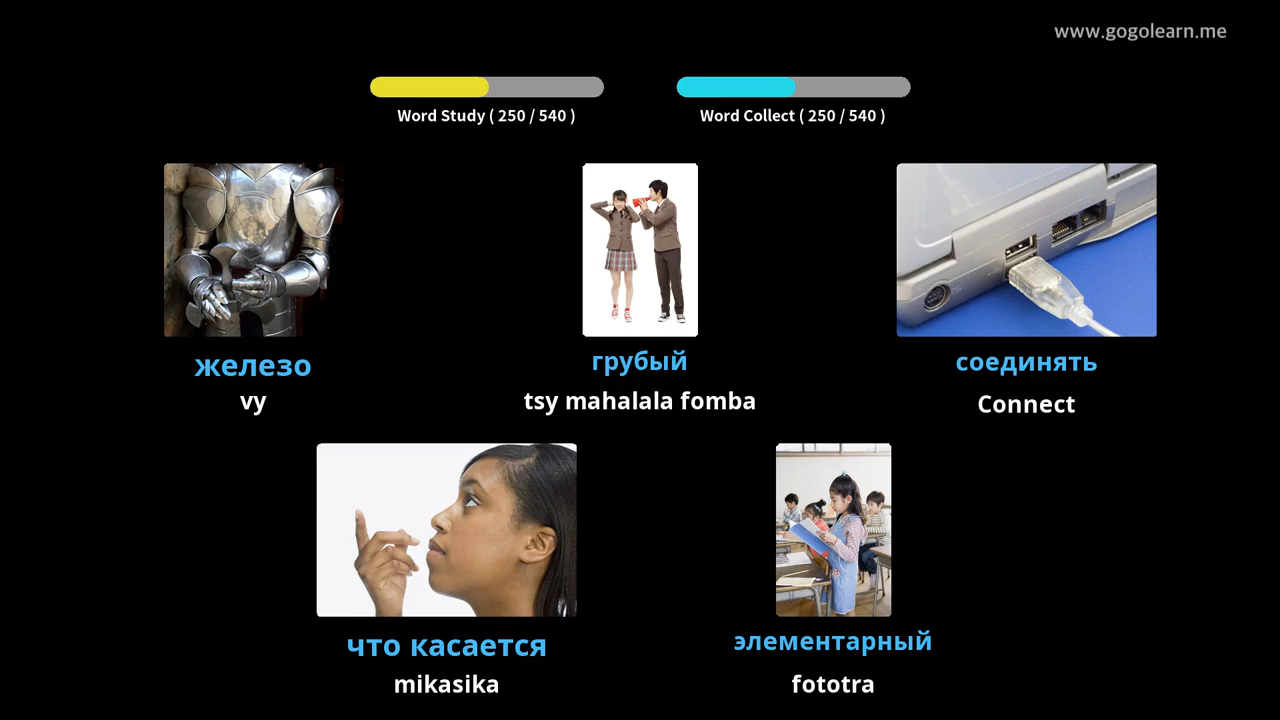 www.gogolearn.me
Word Study ( 250 / 540 )
Word Collect ( 250 / 540 )
железо
vy
грубый
tsy mahalala fomba
соединять
Connect
что касается
mikasika
элементарный
fototra